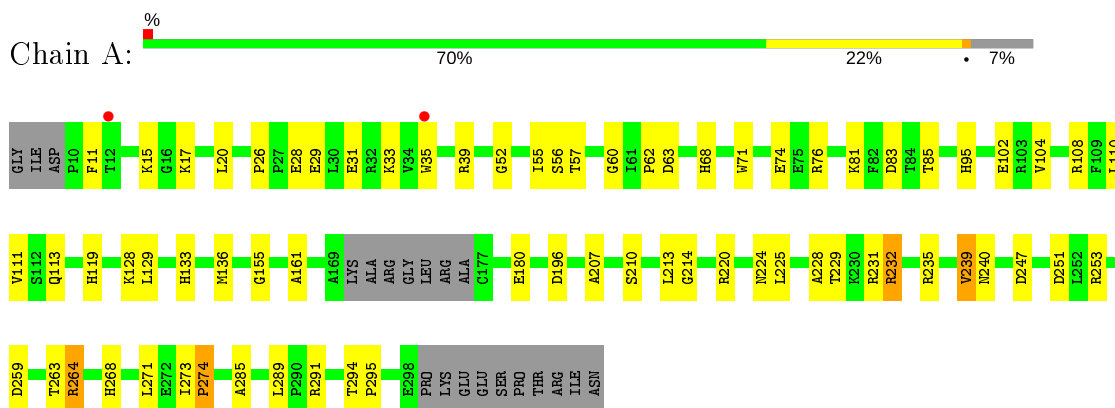 %
Chain A:
70% 22% • 7%
GLY ILE ASP P10 F11 T12 K15 G16 K17 L20 P26 P27 E28 E29 L30 E31 R32 K33 V34 W35 R39 G52 I55 S56 T57 G60 I61 P62 D63 H68 W71 E74 E75 R76 K81 F82 D83 T84 T85 H95 E102 R103 V104 R108 F109 L110
V111 S112 Q113 H119 K128 L129 H133 M136 G155 A161 A169 LYS ALA ARG GLY LEU ARG ALA C177 E180 D196 A207 S210 L213 G214 R220 N224 L225 A228 T229 K230 R231 R232 R235 V239 N240 D247 D251 L252 R253
D259 T263 R264 H268 L271 E272 I273 P274 A285 L289 P290 R291 T294 P295 E298 PRO LYS GLU GLU SER PRO THR ARG ILE ASN